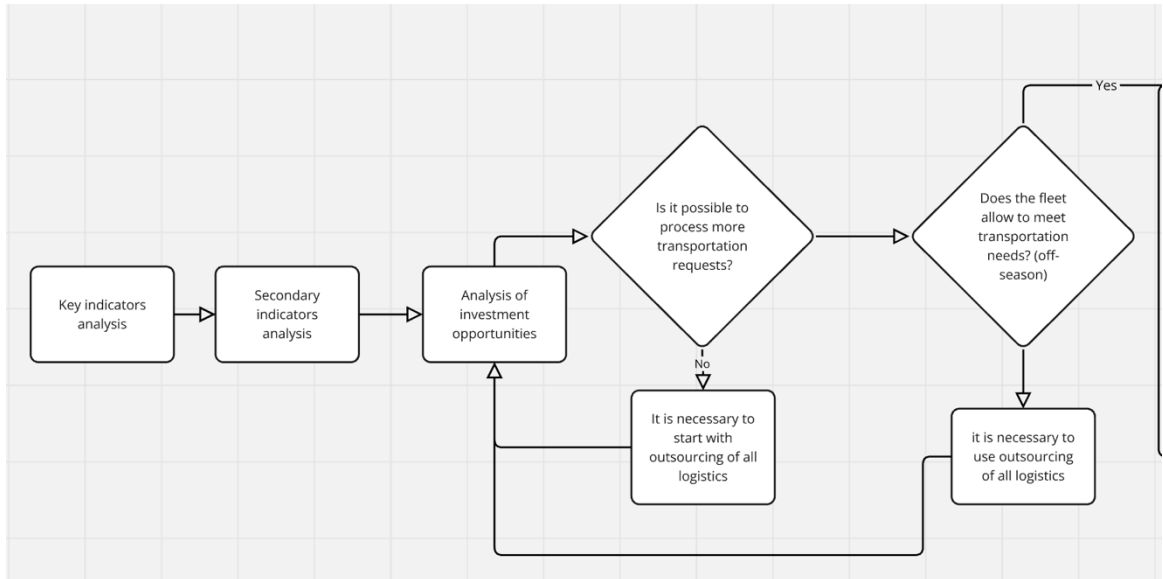 Yes
Is it possible to
process more
transportation
requests?
Does the fleet
allow to meet
transportation
needs? (off-
season)
Key indicators
analysis
Secondary
indicators
analysis
Analysis of
investment
opportunities
No
It is necessary to
start with
outsourcing of all
logistics
it is necessary to
use outsourcing
of all logistics